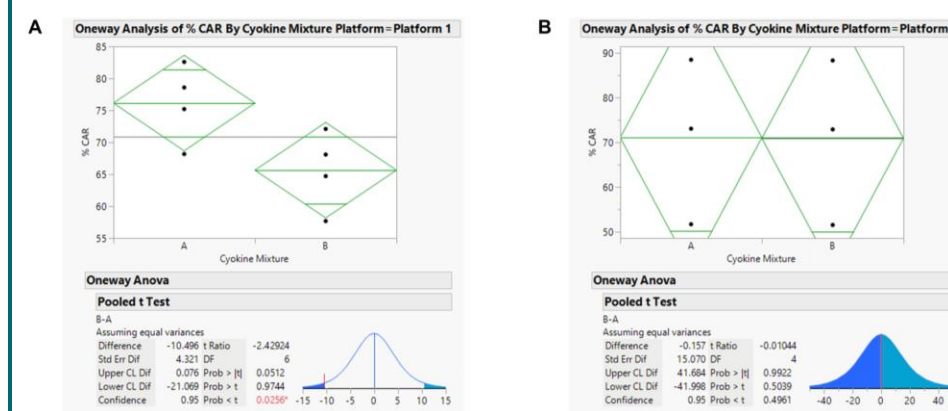 A
Oneway Analysis of % CAR By Cyokine Mixture Platform=Platform 1
85
80
75
70
65
60
55
% CAR
A B
Cyokine Mixture
Oneway Anova
Pooled t Test
B-A
Assuming equal variances
Difference -10.496 t Ratio -2.42924
Std Err Dif 4.321 DF 6
Upper CL Dif 0.076 Prob > |t| 0.0512
Lower CL Dif -21.069 Prob > t 0.9744
Confidence 0.95 Prob < t 0.0256*
-15 -10 -5 0 5 10 15
B
Oneway Analysis of % CAR By Cyokine Mixture Platform=Platform
90
80
70
60
50
% CAR
A B
Cyokine Mixture
Oneway Anova
Pooled t Test
B-A
Assuming equal variances
Difference -0.157 t Ratio -0.01044
Std Err Dif 15.070 DF 4
Upper CL Dif 41.684 Prob > |t| 0.9922
Lower CL Dif -41.998 Prob > t 0.5039
Confidence 0.95 Prob < t 0.4961
-40 -20 0 20 40